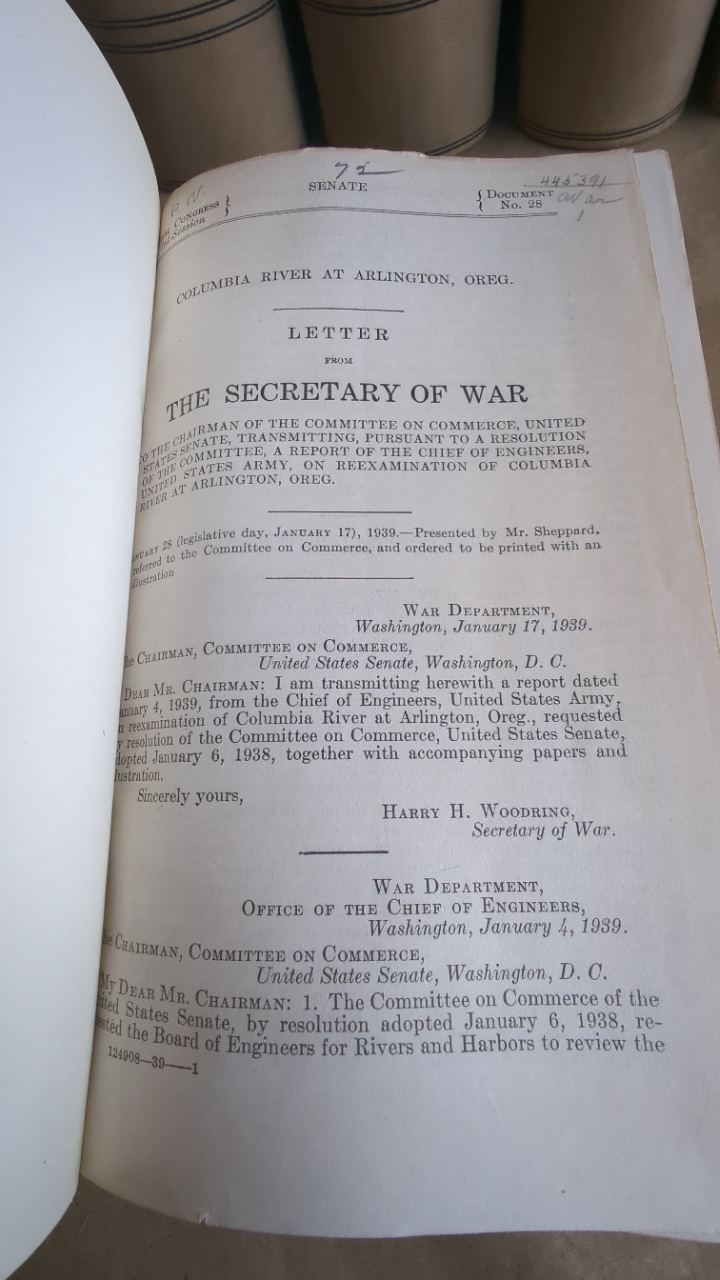 75
SENATE
445391
CONGRESS
Session
DOCUMENT
No. 28
1
COLUMBIA RIVER AT ARLINGTON, OREG.
LETTER
FROM
THE SECRETARY OF WAR
THE CHAIRMAN OF THE COMMITTEE ON COMMERCE, UNITED
STATES SENATE, TRANSMITTING, PURSUANT TO A RESOLUTION
OF THE COMMITTEE, A REPORT OF THE CHIEF OF ENGINEERS,
UNITED STATES ARMY, ON REEXAMINATION OF COLUMBIA
RIVER AT ARLINGTON, OREG.
28 (legislative day, JANUARY 17), 1939.—Presented by Mr. Sheppard,
referred to the Committee on Commerce, and ordered to be printed with an
illustration
WAR DEPARTMENT,
Washington, January 17, 1939.
CHAIRMAN, COMMITTEE ON COMMERCE,
United States Senate, Washington, D. C.
DEAR MR. CHAIRMAN: I am transmitting herewith a report dated
4, 1939, from the Chief of Engineers, United States Army,
reexamination of Columbia River at Arlington, Oreg., requested
resolution of the Committee on Commerce, United States Senate,
dopted January 6, 1938, together with accompanying papers and
lustration.
Sincerely yours,
HARRY H. WOODRING,
Secretary of War.
WAR DEPARTMENT,
OFFICE OF THE CHIEF OF ENGINEERS,
Washington, January 4, 1939.
CHAIRMAN, COMMITTEE ON COMMERCE,
United States Senate, Washington, D. C.
My DEAR MR. CHAIRMAN: 1. The Committee on Commerce of the
States Senate, by resolution adopted January 6, 1938, re-
ested the Board of Engineers for Rivers and Harbors to review the
124908—39——1